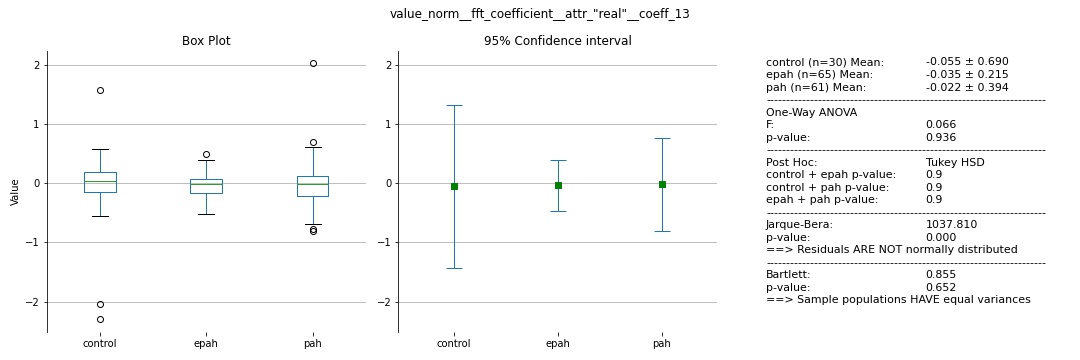 value_norm__fft_coefficient__attr_"real"__coeff_13
Box Plot
Value
2
1
0
−1
−2
control
epah
pah
95% Confidence interval
2
1
0
−1
−2
control
epah
pah
control (n=30) Mean: -0.055 ± 0.690
epah (n=65) Mean: -0.035 ± 0.215
pah (n=61) Mean: -0.022 ± 0.394
One-Way ANOVA
F: 0.066
p-value: 0.936
Post Hoc: Tukey HSD
control + epah p-value: 0.9
control + pah p-value: 0.9
epah + pah p-value: 0.9
Jarque-Bera: 1037.810
p-value: 0.000
==> Residuals ARE NOT normally distributed
Bartlett: 0.855
p-value: 0.652
==> Sample populations HAVE equal variances